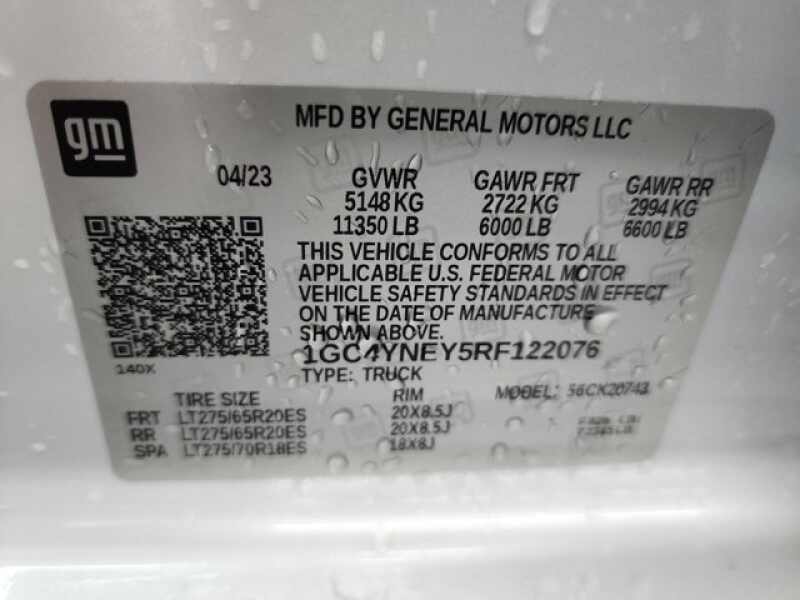 gm
MFD BY GENERAL MOTORS LLC
04/23 GVWR GAWR FRT GAWR RR
5148 KG 2722 KG 2994 KG
11350 LB 6000 LB 6600 LB
THIS VEHICLE CONFORMS TO ALL
APPLICABLE U.S. FEDERAL MOTOR
VEHICLE SAFETY STANDARDS IN EFFECT
ON THE DATE OF MANUFACTURE
SHOWN ABOVE.
1GC4YNEY5RF122076
140X
TYPE: TRUCK MODEL: 56CK20743
TIRE SIZE RIM
FRT LT275/65R20ES 20X8.5J
RR LT275/65R20ES 20X8.5J
SPA LT275/70R18ES 18X8J